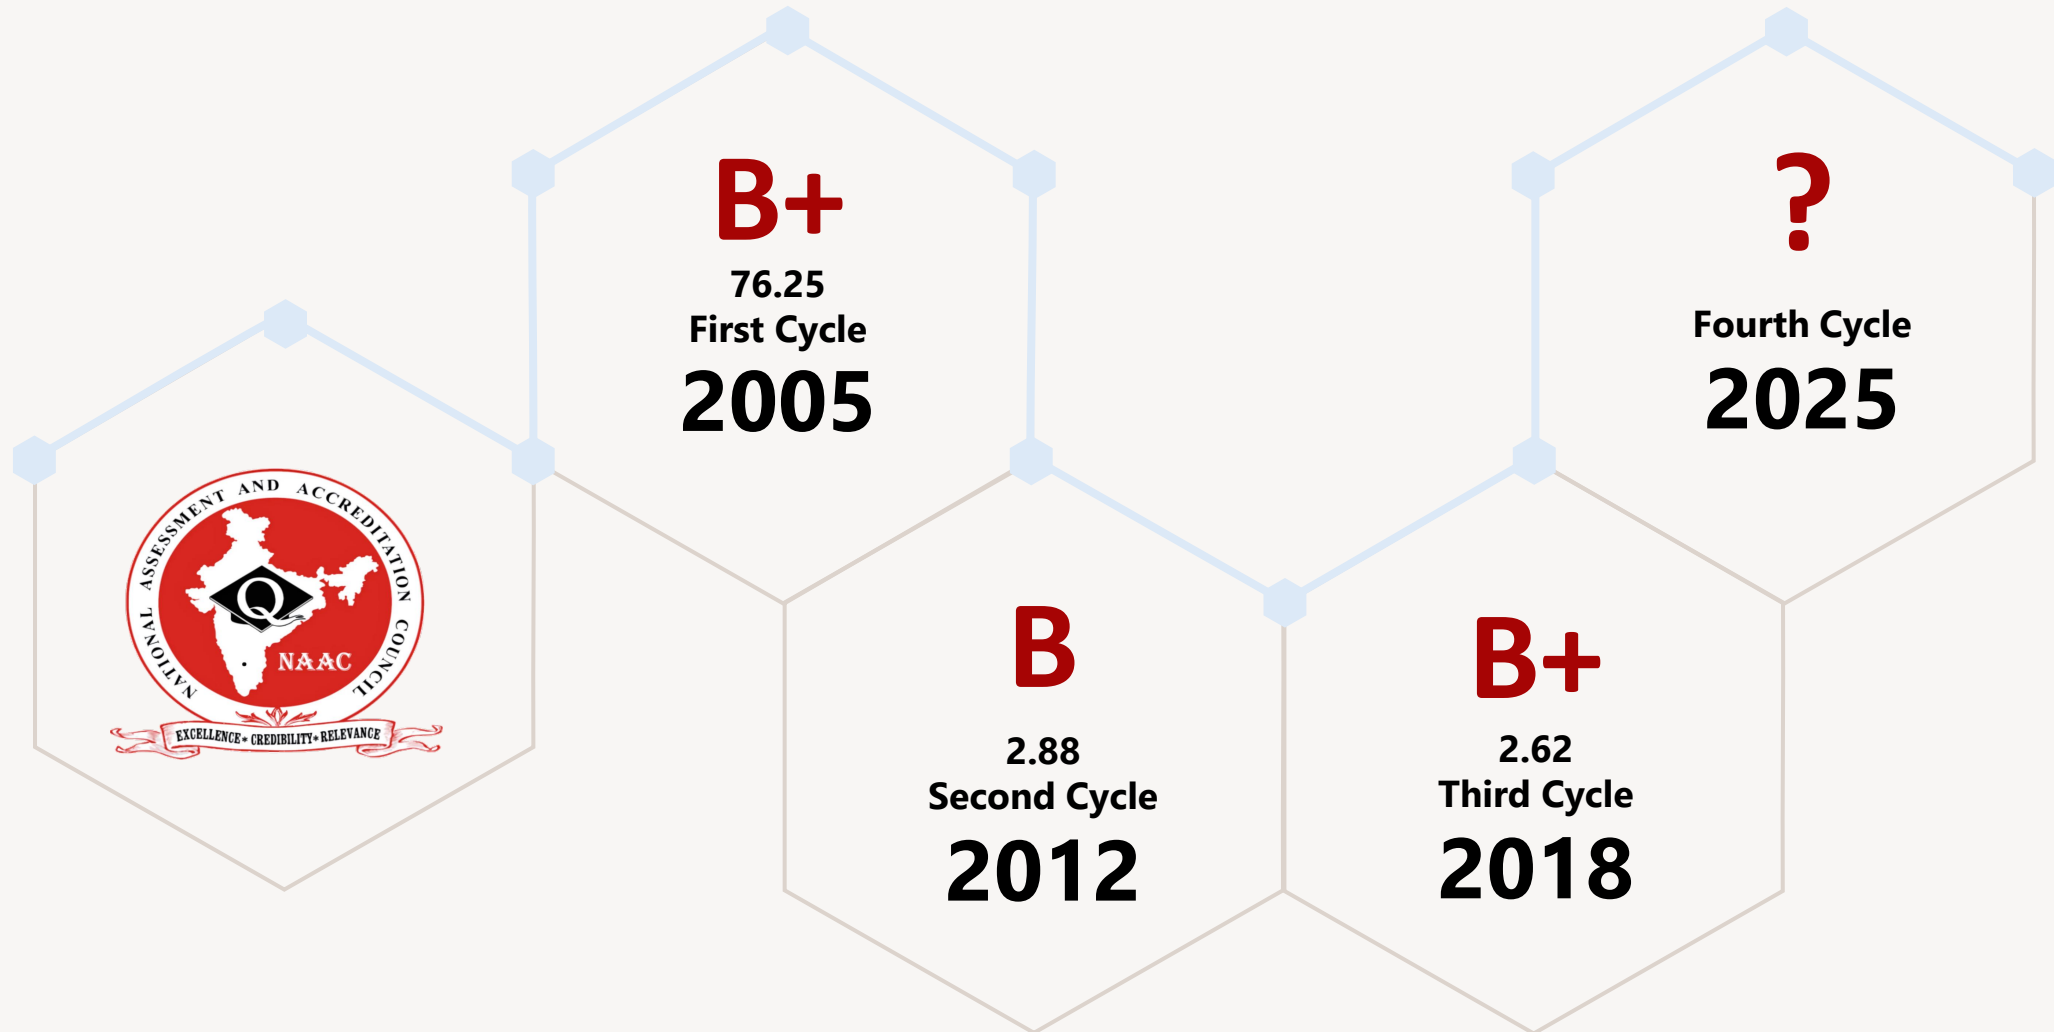 NATIONAL ASSESSMENT AND ACCREDITATION COUNCIL
Q
NAAC
EXCELLENCE * CREDIBILITY * RELEVANCE
B+
76.25
First Cycle
2005
B
2.88
Second Cycle
2012
B+
2.62
Third Cycle
2018
?
Fourth Cycle
2025